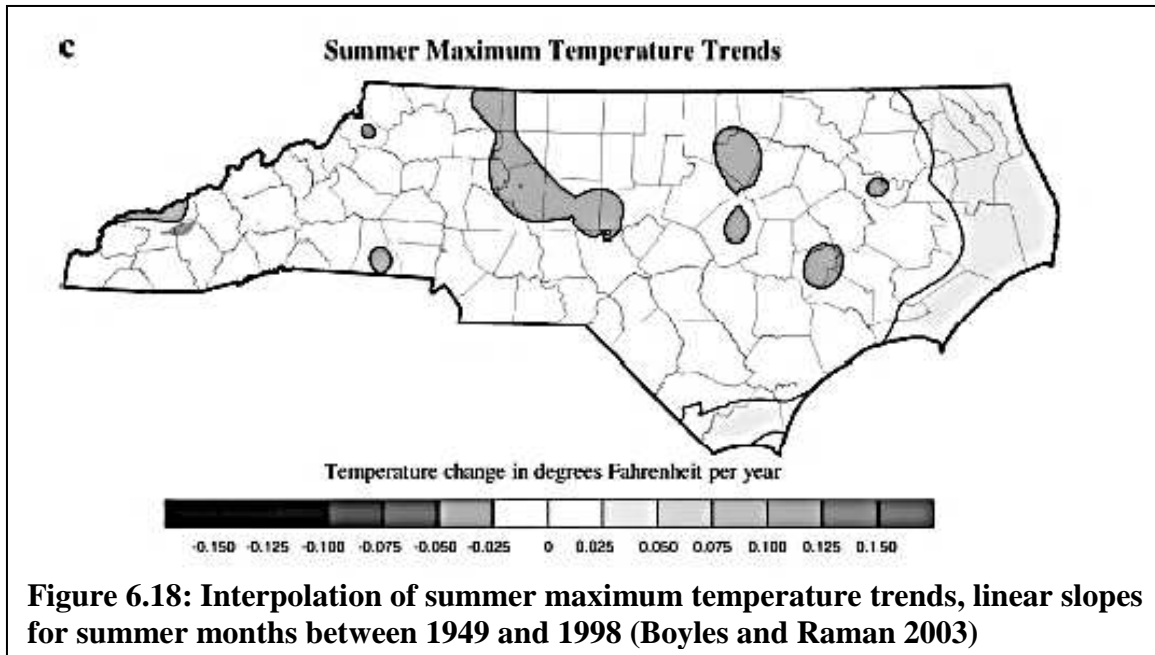 c
Summer Maximum Temperature Trends
Temperature change in degrees Fahrenheit per year
-0.150 -0.125 -0.100 -0.075 -0.050 -0.025 0 0.025 0.050 0.075 0.100 0.125 0.150
Figure 6.18: Interpolation of summer maximum temperature trends, linear slopes
for summer months between 1949 and 1998 (Boyles and Raman 2003)